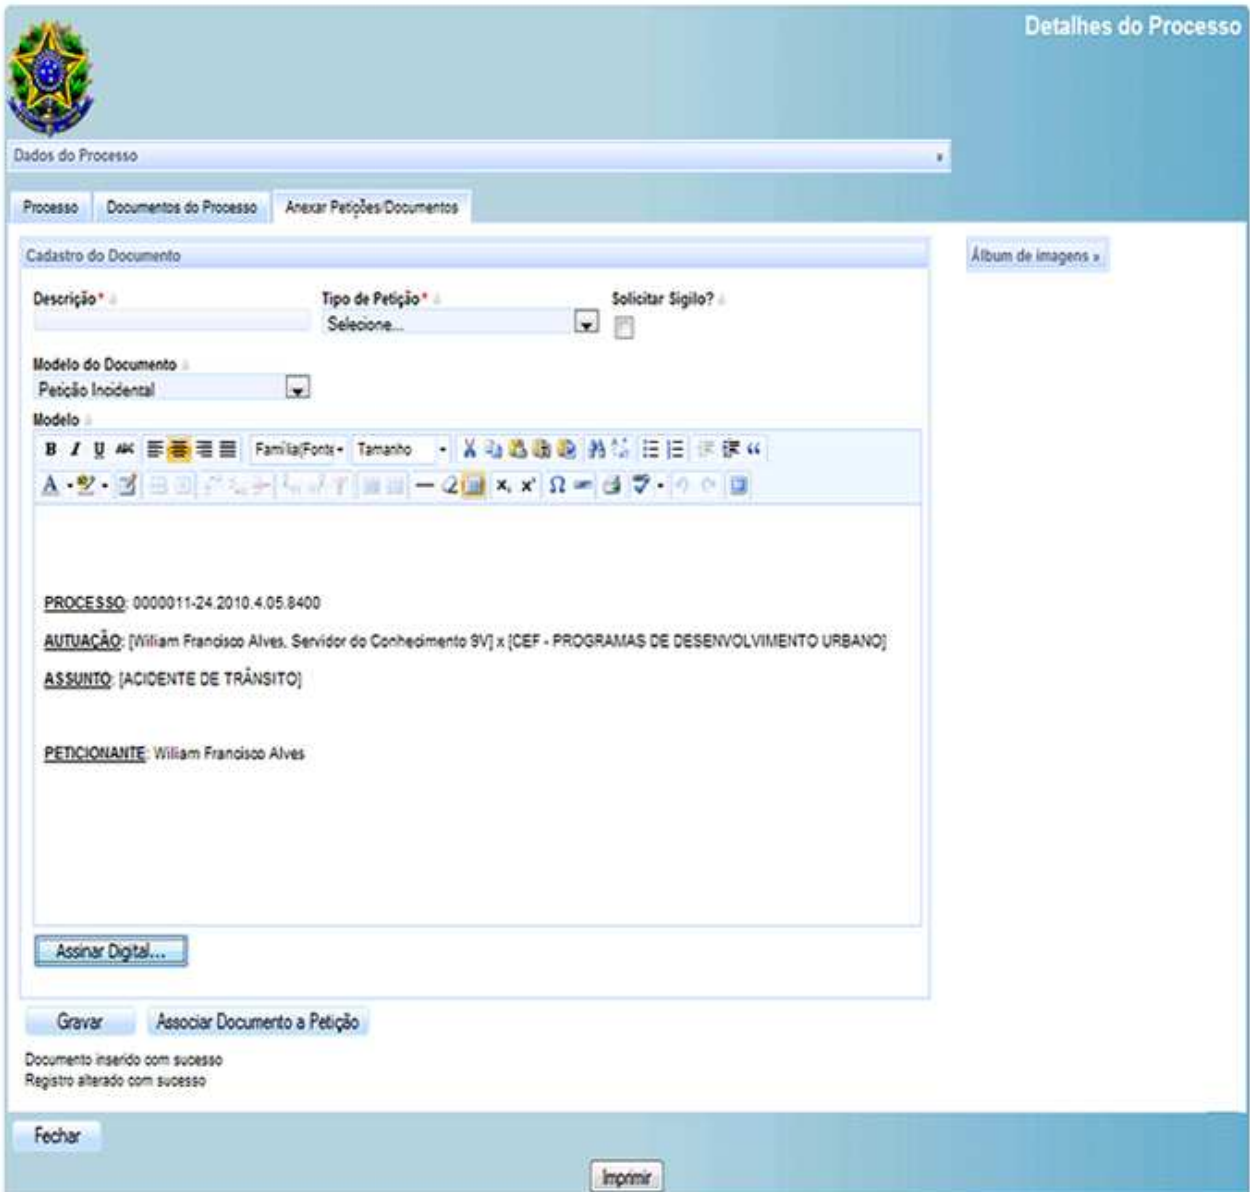 Detalhes do Processo
Dados do Processo
Processo Documentos do Processo Anexar Petições/Documentos
Cadastro do Documento
Álbum de imagens »
Descrição* Tipo de Petição* Solicitar Sigilo?
Selecione...
Modelo do Documento
Petição Incidental
Modelo
B I U ABC Família(Fonte Tamanho
PROCESSO: 0000011-24.2010.4.05.8400
AUTUAÇÃO: [William Francisco Alves, Servidor do Conhecimento 9V] x [CEF - PROGRAMAS DE DESENVOLVIMENTO URBANO]
ASSUNTO: [ACIDENTE DE TRÂNSITO]
PETICIONANTE: William Francisco Alves
Assinar Digital...
Gravar Associar Documento a Petição
Documento inserido com sucesso
Registro alterado com sucesso
Fechar
Imprimir